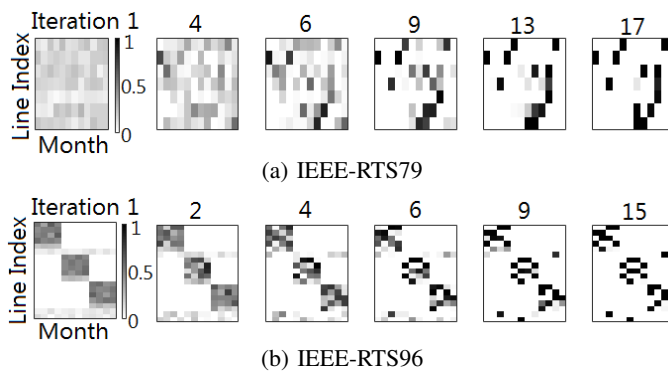 Iteration 1 4 6 9 13 17
Line Index
1
0.5
0
Month
(a) IEEE-RTS79
Iteration 1 2 4 6 9 15
Line Index
1
0.5
0
Month
(b) IEEE-RTS96